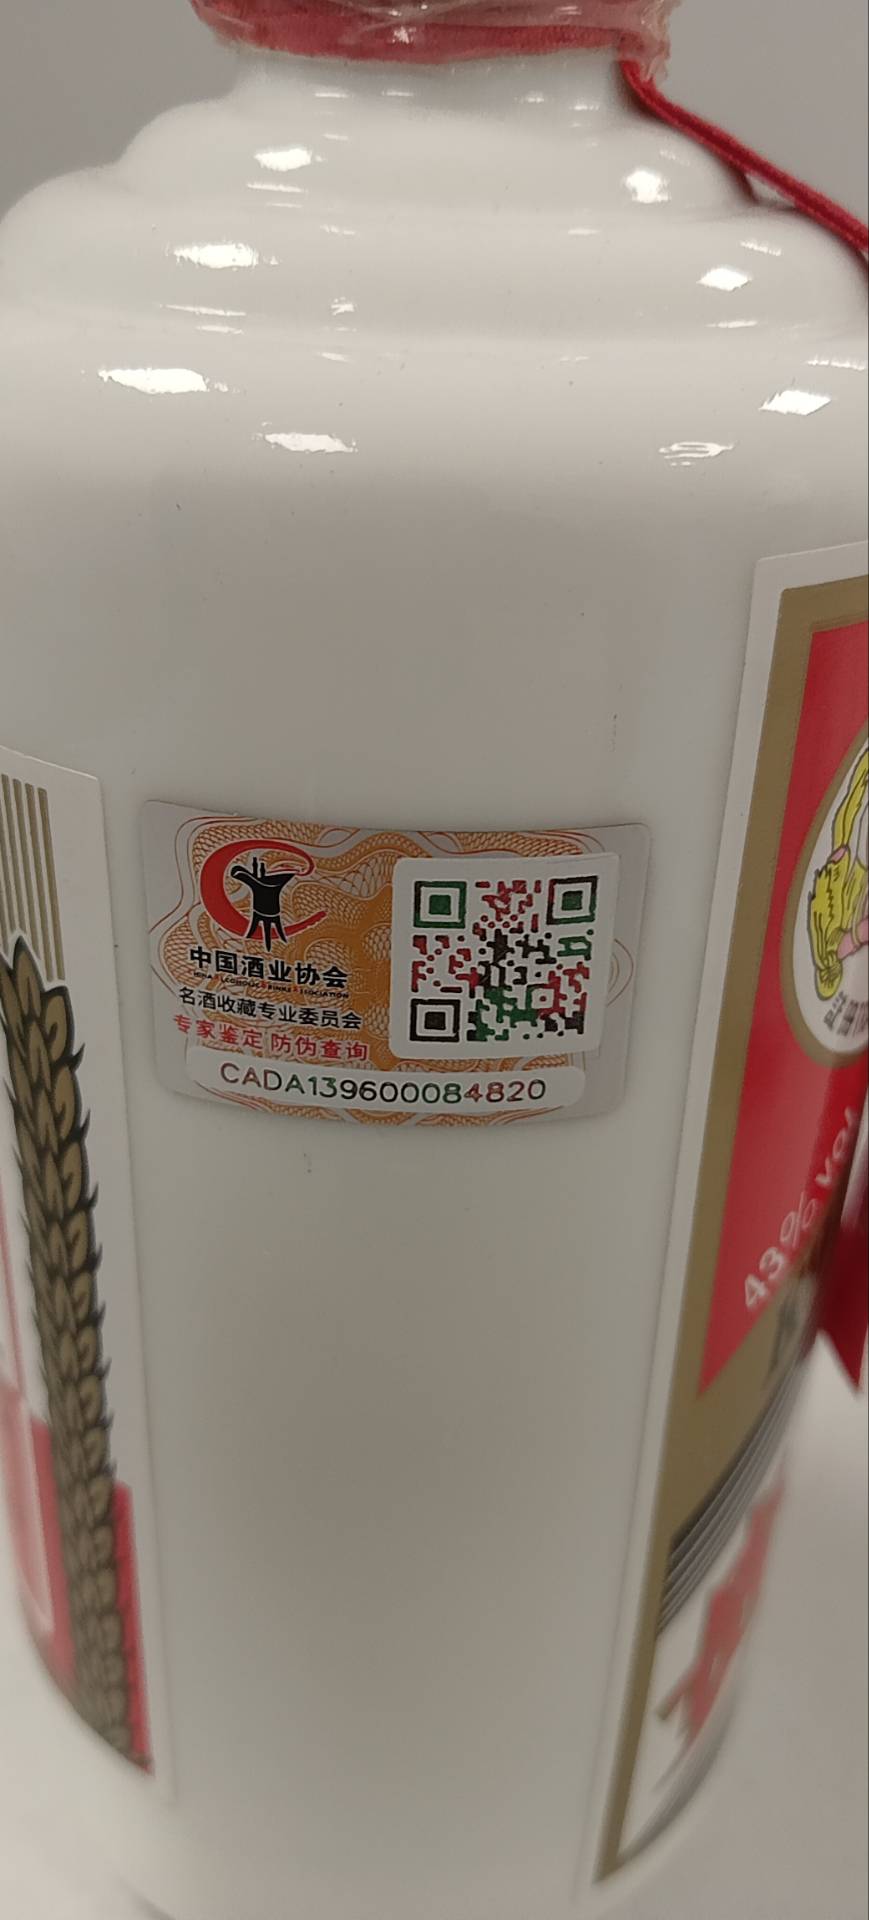 中国酒业协会
名酒收藏专业委员会
专家鉴定 防伪查询
CADA139600084820
43% vol